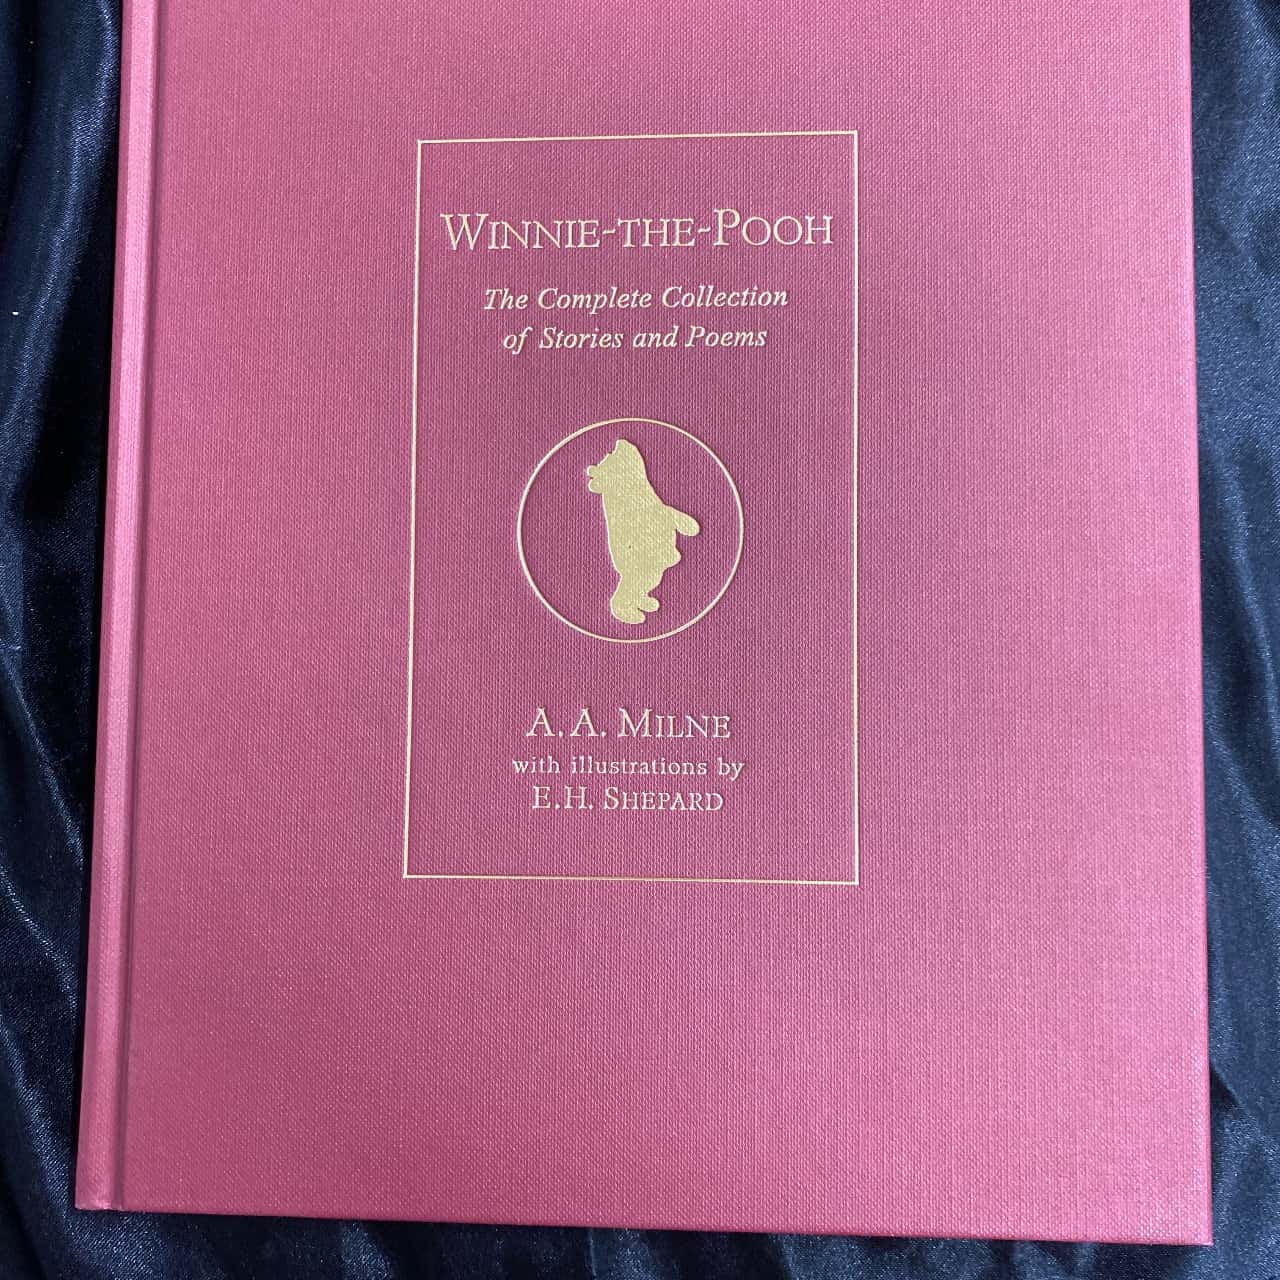 WINNIE-THE-POOH
The Complete Collection
of Stories and Poems
A. A. MILNE
with illustrations by
E.H. SHEPARD